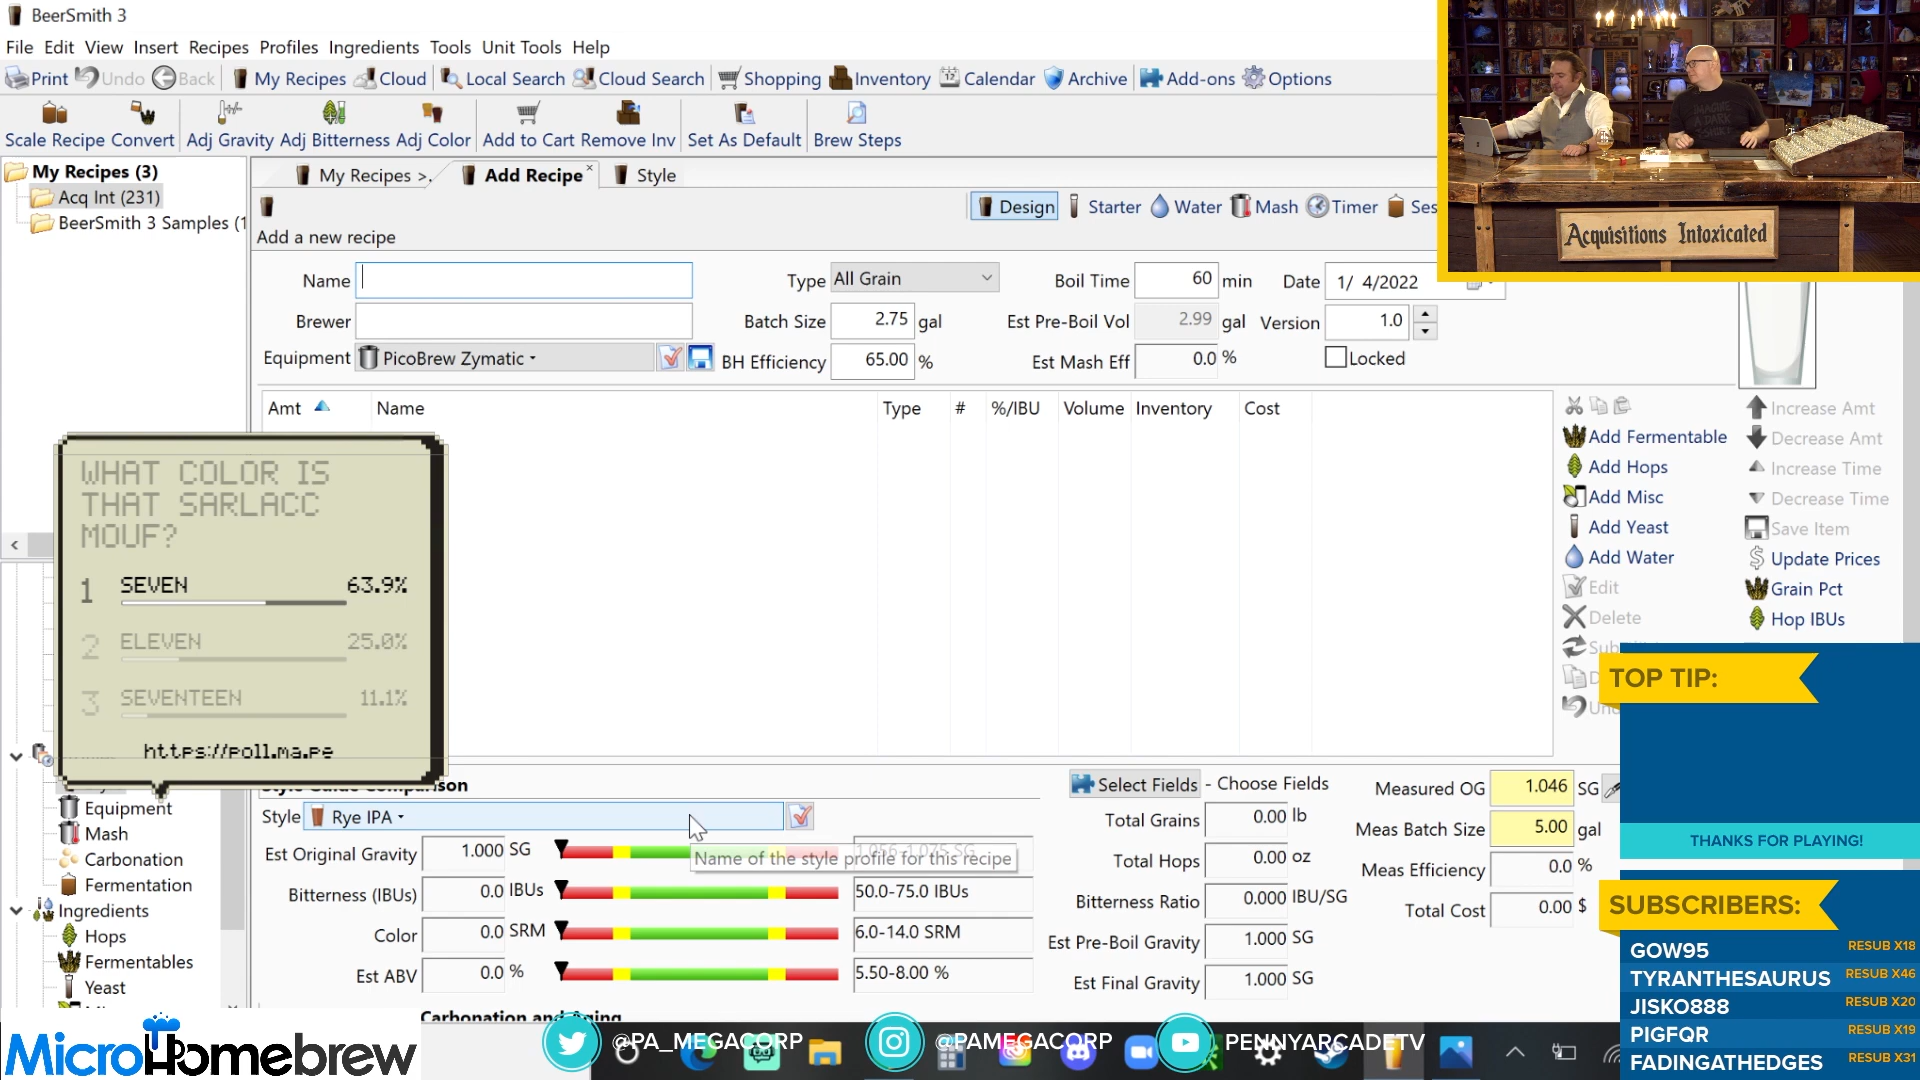 BeerSmith 3
File Edit View Insert Recipes Profiles Ingredients Tools Unit Tools Help
Print Undo Back My Recipes Cloud Local Search Cloud Search Shopping Inventory Calendar Archive Add-ons Options
Scale Recipe Convert Adj Gravity Adj Bitterness Adj Color Add to Cart Remove Inv Set As Default Brew Steps
My Recipes (3)
Acq Int (231)
BeerSmith 3 Samples (1
My Recipes >. Add Recipe × Style
Design Starter Water Mash Timer Ses
Add a new recipe
Name Type All Grain Boil Time 60 min Date 1/ 4/2022
Brewer Batch Size 2.75 gal Est Pre-Boil Vol 2.99 gal Version 1.0
Equipment PicoBrew Zymatic BH Efficiency 65.00 % Est Mash Eff 0.0 % Locked
Amt Name Type # %/IBU Volume Inventory Cost
Add Fermentable
Add Hops
Add Misc
Add Yeast
Add Water
Edit
Delete
Sub
D
Un
Increase Amt
Decrease Amt
Increase Time
Decrease Time
Save Item
Update Prices
Grain Pct
Hop IBUs
Acquisitions Intoxicated
WHAT COLOR IS
THAT SARLACC
MOUF?
1 SEVEN 63.9%
2 ELEVEN 25.0%
3 SEVENTEEN 11.1%
https://poll.ma.pe
Equipment
Mash
Carbonation
Fermentation
Ingredients
Hops
Fermentables
Yeast
Style Guide Comparison
Style Rye IPA
Est Original Gravity 1.000 SG 1.056-1.075 SG
Name of the style profile for this recipe
Bitterness (IBUs) 0.0 IBUs 50.0-75.0 IBUs
Color 0.0 SRM 6.0-14.0 SRM
Est ABV 0.0 % 5.50-8.00 %
Carbonation and Aging
Select Fields - Choose Fields
Total Grains 0.00 lb
Total Hops 0.00 oz
Bitterness Ratio 0.000 IBU/SG
Est Pre-Boil Gravity 1.000 SG
Est Final Gravity 1.000 SG
Measured OG 1.046 SG
Meas Batch Size 5.00 gal
Meas Efficiency 0.0 %
Total Cost 0.00 $
TOP TIP:
THANKS FOR PLAYING!
SUBSCRIBERS:
GOW95 RESUB X18
TYRANTHESAURUS RESUB X46
JISKO888 RESUB X20
PIGFQR RESUB X19
FADINGATHEDGES RESUB X31
MicroHomebrew
@PA_MEGACORP @PAMEGACORP PENNYARCADETV